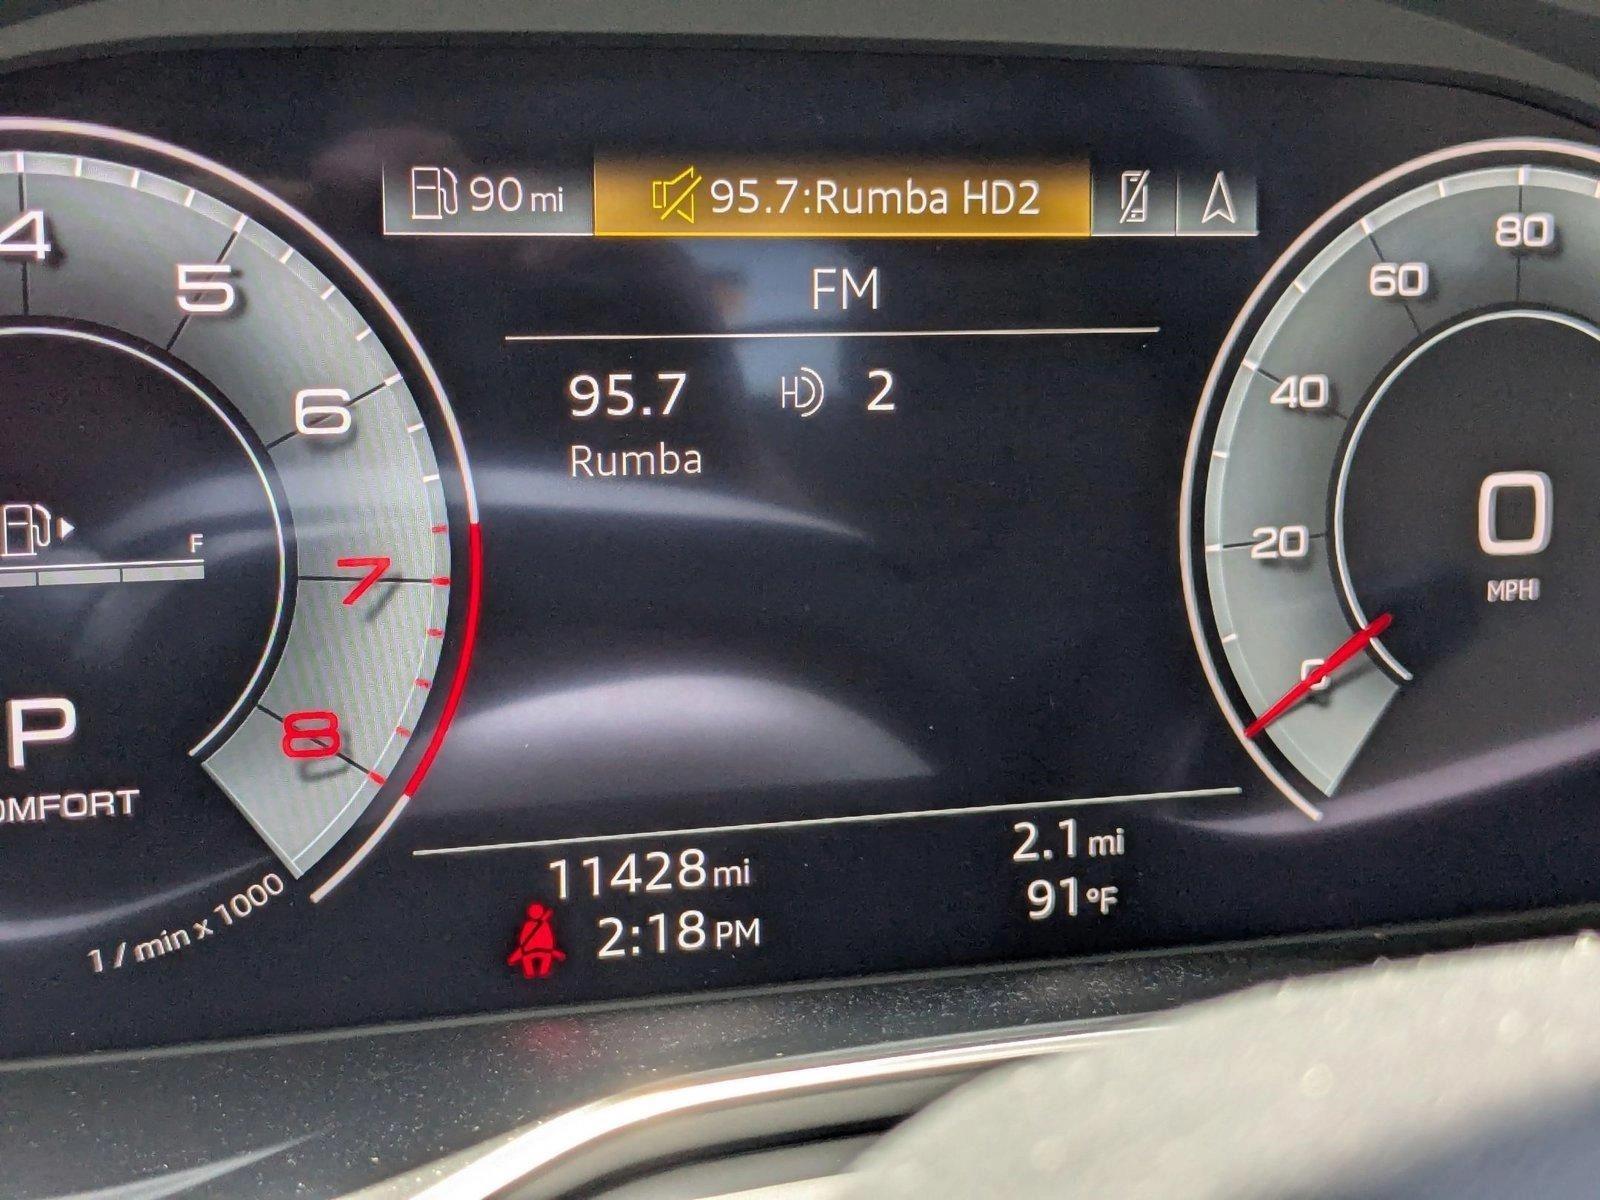 90 mi
95.7:Rumba HD2
FM
95.7 HD 2
Rumba
4
5
6
7
8
F
P
OMFORT
1 / min x 1000
80
60
40
20
0
0
MPH
11428 mi
2:18 PM
2.1 mi
91°F